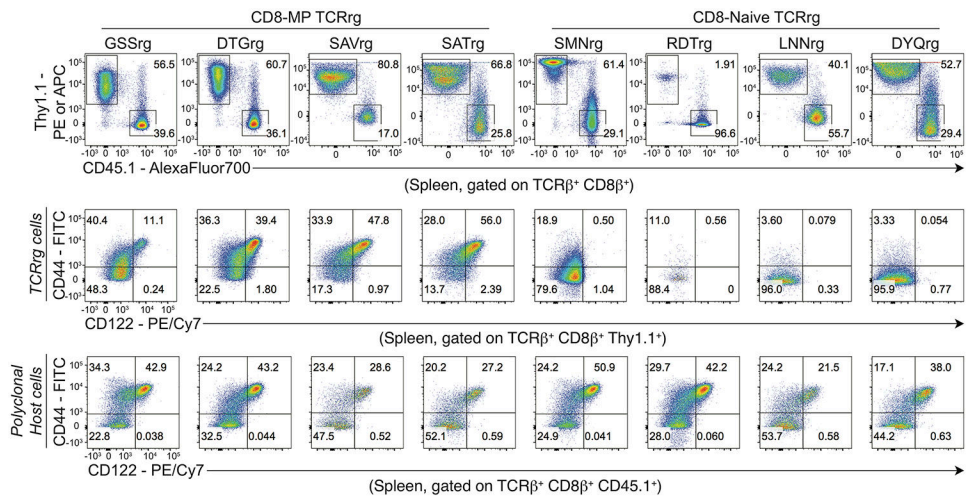 CD8-MP TCRrg CD8-Naive TCRrg
GSSrg DTGrg SAVrg SATrg SMNrg RDTrg LNNrg DYQrg
Thy1.1 -
PE or APC
10⁵ 10⁴ 10³ 0 -10³
56.5 60.7 80.8 66.8 61.4 1.91 40.1 52.7
39.6 36.1 17.0 25.8 29.1 96.6 55.7 29.4
-10³ 0 10³ 10⁴ 10⁵
CD45.1 - AlexaFluor700
(Spleen, gated on TCRβ⁺ CD8β⁺)
TCRrg cells
CD44 - FITC
40.4 11.1 36.3 39.4 33.9 47.8 28.0 56.0 18.9 0.50 11.0 0.56 3.60 0.079 3.33 0.054
48.3 0.24 22.5 1.80 17.3 0.97 13.7 2.39 79.6 1.04 88.4 0 96.0 0.33 95.9 0.77
CD122 - PE/Cy7
(Spleen, gated on TCRβ⁺ CD8β⁺ Thy1.1⁺)
Polyclonal
Host cells
CD44 - FITC
34.3 42.9 24.2 43.2 23.4 28.6 20.2 27.2 24.2 50.9 29.7 42.2 24.2 21.5 17.1 38.0
22.8 0.038 32.5 0.044 47.5 0.52 52.1 0.59 24.9 0.041 28.0 0.060 53.7 0.58 44.2 0.63
CD122 - PE/Cy7
(Spleen, gated on TCRβ⁺ CD8β⁺ CD45.1⁺)